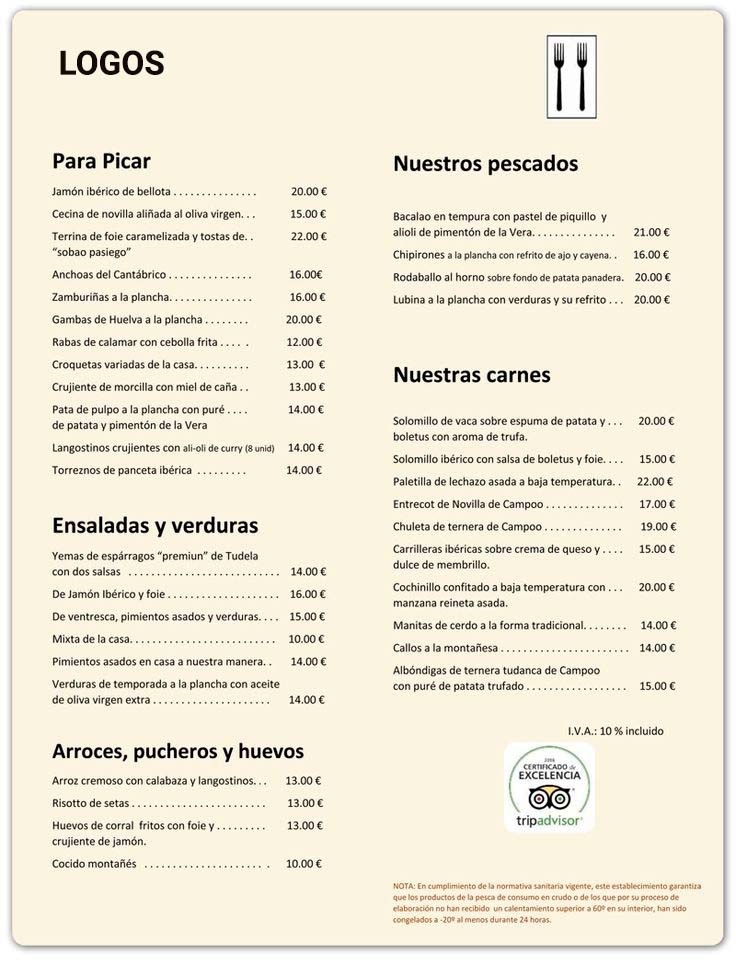 LOGOS
Para Picar
Jamón ibérico de bellota . . . . . . . . . . . . . . . 20.00 €
Cecina de novilla aliñada al oliva virgen. . . 15.00 €
Terrina de foie caramelizada y tostas de. . 22.00 €
“sobao pasiego”
Anchoas del Cantábrico . . . . . . . . . . . . . . . 16.00€
Zamburiñas a la plancha. . . . . . . . . . . . . . . 16.00 €
Gambas de Huelva a la plancha . . . . . . . . 20.00 €
Rabas de calamar con cebolla frita . . . . . 12.00 €
Croquetas variadas de la casa. . . . . . . . . . 13.00 €
Crujiente de morcilla con miel de caña . . 13.00 €
Pata de pulpo a la plancha con puré . . . . 14.00 €
de patata y pimentón de la Vera
Langostinos crujientes con ali-oli de curry (8 unid) 14.00 €
Torreznos de panceta ibérica . . . . . . . . . 14.00 €
Ensaladas y verduras
Yemas de espárragos “premiun” de Tudela
con dos salsas . . . . . . . . . . . . . . . . . . . . . . . . . . . 14.00 €
De Jamón Ibérico y foie . . . . . . . . . . . . . . . . . . . . 16.00 €
De ventresca, pimientos asados y verduras. . . . 15.00 €
Mixta de la casa. . . . . . . . . . . . . . . . . . . . . . . . . . 10.00 €
Pimientos asados en casa a nuestra manera. . 14.00 €
Verduras de temporada a la plancha con aceite
de oliva virgen extra . . . . . . . . . . . . . . . . . . . . . 14.00 €
Arroces, pucheros y huevos
Arroz cremoso con calabaza y langostinos. . . 13.00 €
Risotto de setas . . . . . . . . . . . . . . . . . . . . . . . . 13.00 €
Huevos de corral fritos con foie y . . . . . . . . . 13.00 €
crujiente de jamón.
Cocido montañés . . . . . . . . . . . . . . . . . . . . . . . 10.00 €
Nuestros pescados
Bacalao en tempura con pastel de piquillo y
alioli de pimentón de la Vera. . . . . . . . . . . . . . . 21.00 €
Chipirones a la plancha con refrito de ajo y cayena. . 16.00 €
Rodaballo al horno sobre fondo de patata panadera. 20.00 €
Lubina a la plancha con verduras y su refrito . . . 20.00 €
Nuestras carnes
Solomillo de vaca sobre espuma de patata y . . . 20.00 €
boletus con aroma de trufa.
Solomillo ibérico con salsa de boletus y foie. . . . 15.00 €
Paletilla de lechazo asada a baja temperatura. . 22.00 €
Entrecot de Novilla de Campoo . . . . . . . . . . . . . . 17.00 €
Chuleta de ternera de Campoo . . . . . . . . . . . . . . 19.00 €
Carrilleras ibéricas sobre crema de queso y . . . . 15.00 €
dulce de membrillo.
Cochinillo confitado a baja temperatura con . . . 20.00 €
manzana reineta asada.
Manitas de cerdo a la forma tradicional. . . . . . . . 14.00 €
Callos a la montañesa . . . . . . . . . . . . . . . . . . . . . . . 14.00 €
Albóndigas de ternera tudanca de Campoo
con puré de patata trufado . . . . . . . . . . . . . . . . . . 15.00 €
I.V.A.: 10 % incluido
CERTIFICADO de
EXCELENCIA
tripadvisor
NOTA: En cumplimiento de la normativa sanitaria vigente, este establecimiento garantiza
que los productos de la pesca de consumo en crudo o de los que por su proceso de
elaboración no han recibido un calentamiento superior a 60º en su interior, han sido
congelados a -20º al menos durante 24 horas.